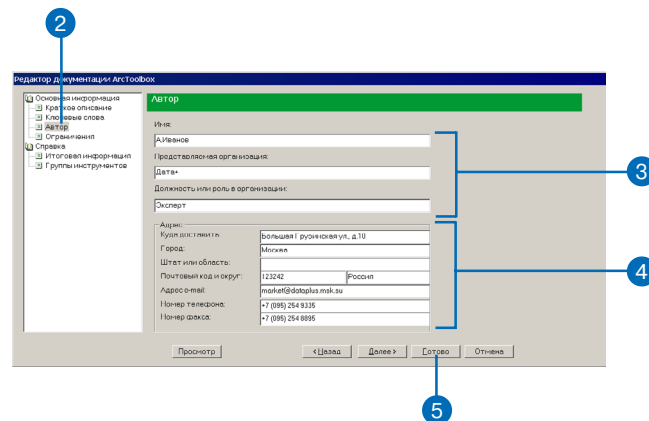 2
Редактор документации ArcToolbox
Основная информация
Краткое описание
Ключевые слова
Автор
Ограничения
Справка
Итоговая информация
Группы инструментов
Автор
Имя:
А.Иванов
Представляемая организация:
Дата+
Должность или роль в организации:
Эксперт
3
Адрес
Куда доставить: Большая Грузинская ул., д.10
Город: Москва
Штат или область:
Почтовый код и округ: 123242 Россия
Адрес e-mail: market@dataplus.msk.su
Номер телефона: +7 (095) 254 9335
Номер факса: +7 (095) 254 8895
4
Просмотр <Назад Далее> Готово Отмена
5